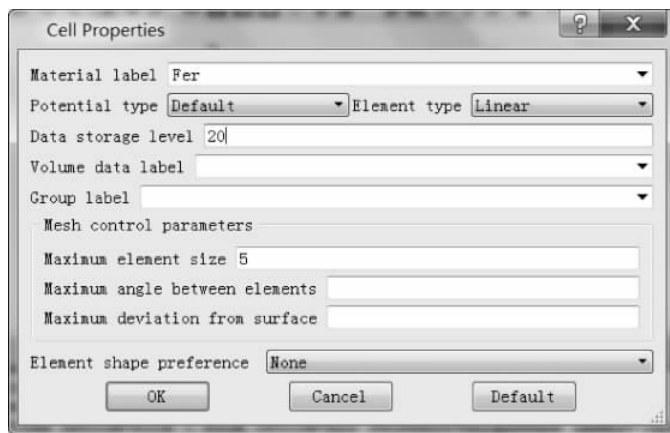 Cell Properties
Material label Fer
Potential type Default Element type Linear
Data storage level 20
Volume data label
Group label
Mesh control parameters
Maximum element size 5
Maximum angle between elements
Maximum deviation from surface
Element shape preference None
OK Cancel Default